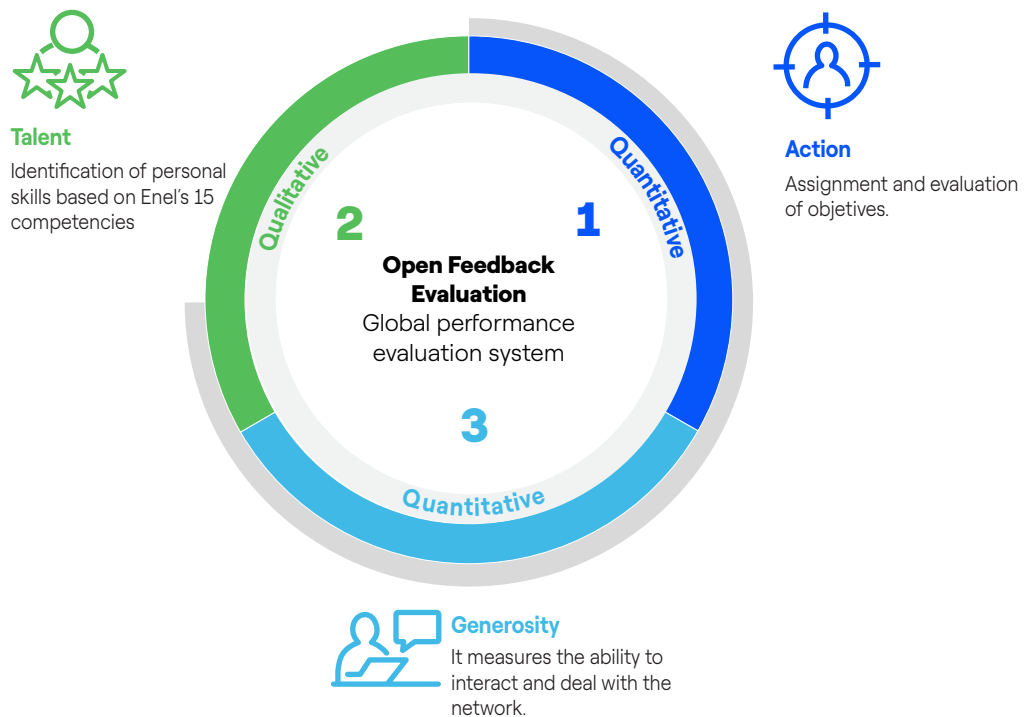 Talent
Identification of personal
skills based on Enel's 15
competencies
Qualitative
2
Quantitative
1
Action
Assignment and evaluation
of objetives.
Open Feedback
Evaluation
Global performance
evaluation system
3
Quantitative
Generosity
It measures the ability to
interact and deal with the
network.